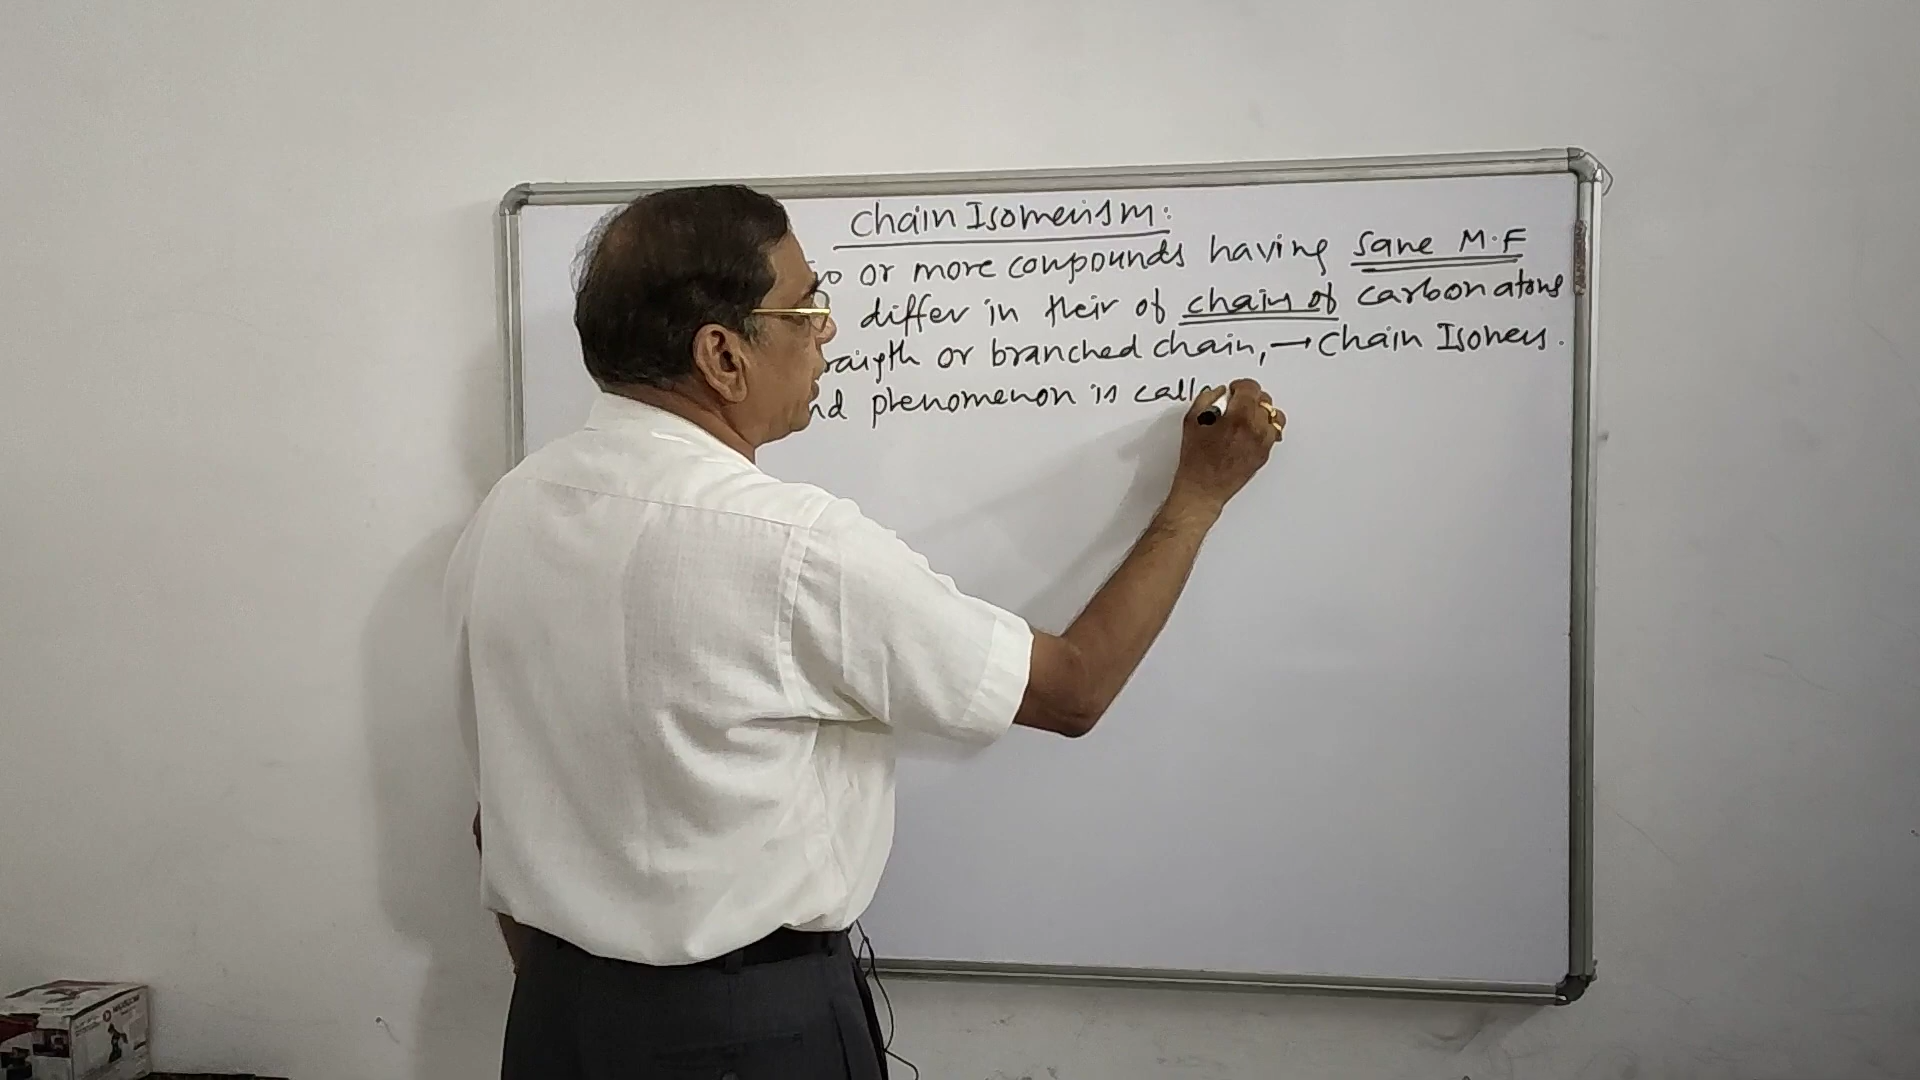 Chain Isomerism:
or more compounds having Same M.F
differ in their of chain of carbon atoms
or branched chain, → Chain Isomers.
phenomenon is